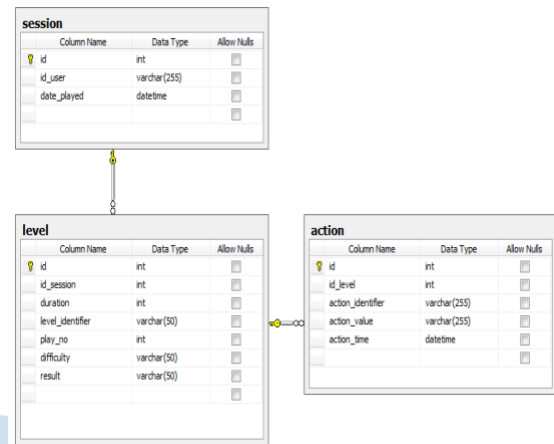 session
Column Name Data Type Allow Nulls
id int
id_user varchar(255)
date_played datetime
level
Column Name Data Type Allow Nulls
id int
id_session int
duration int
level_identifier varchar(50)
play_no int
difficulty varchar(50)
result varchar(50)
action
Column Name Data Type Allow Nulls
id int
id_level int
action_identifier varchar(255)
action_value varchar(255)
action_time datetime